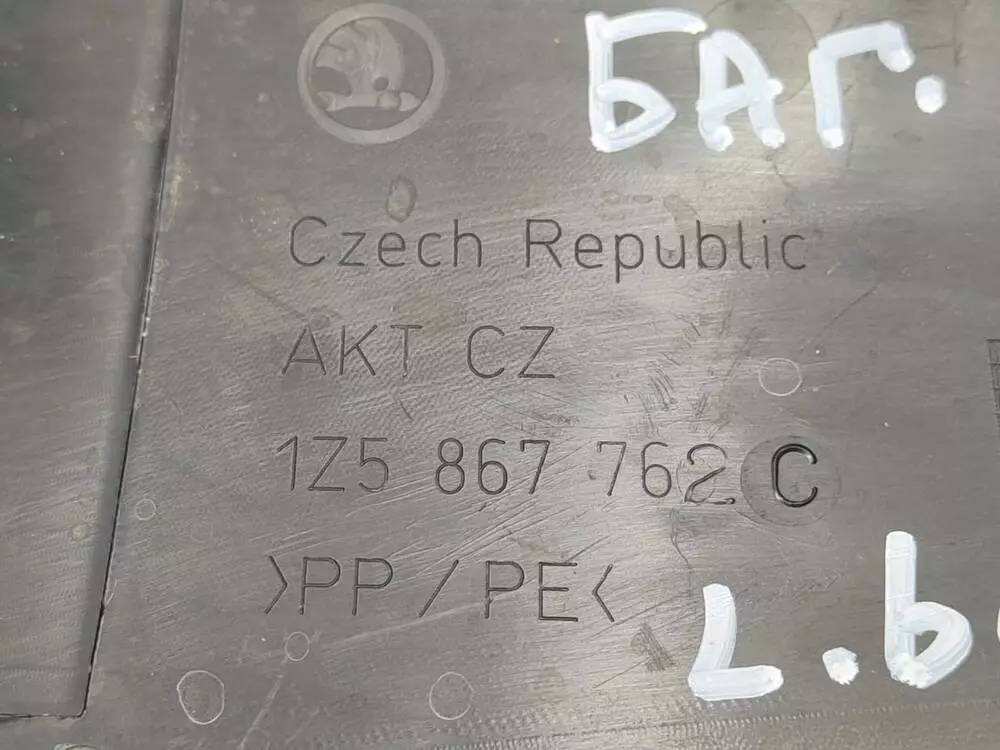 БАГ.
Czech Republic
AKT CZ
1Z5 867 762 C
>PP / PE<